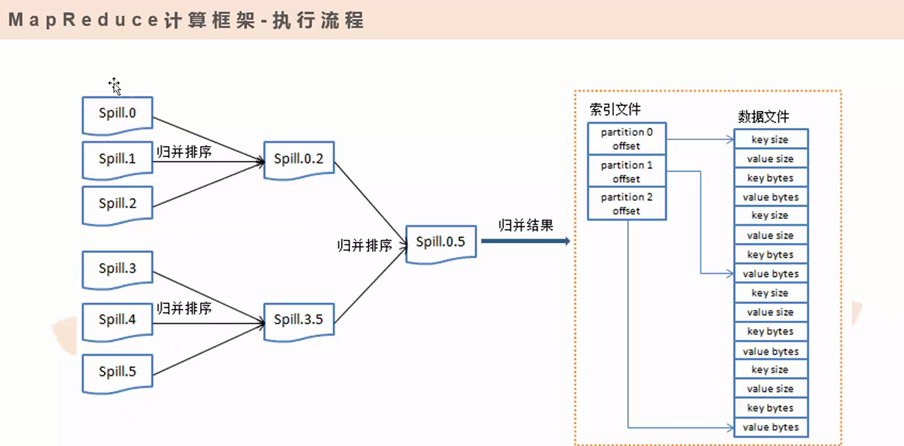 MapReduce计算框架-执行流程
Spill.0
Spill.1
Spill.2
归并排序
Spill.0.2
Spill.3
Spill.4
Spill.5
归并排序
Spill.3.5
归并排序
Spill.0.5
归并结果
索引文件
partition 0
offset
partition 1
offset
partition 2
offset
数据文件
key size
value size
key bytes
value bytes
key size
value size
key bytes
value bytes
key size
value size
key bytes
value bytes
key size
value size
key bytes
value bytes